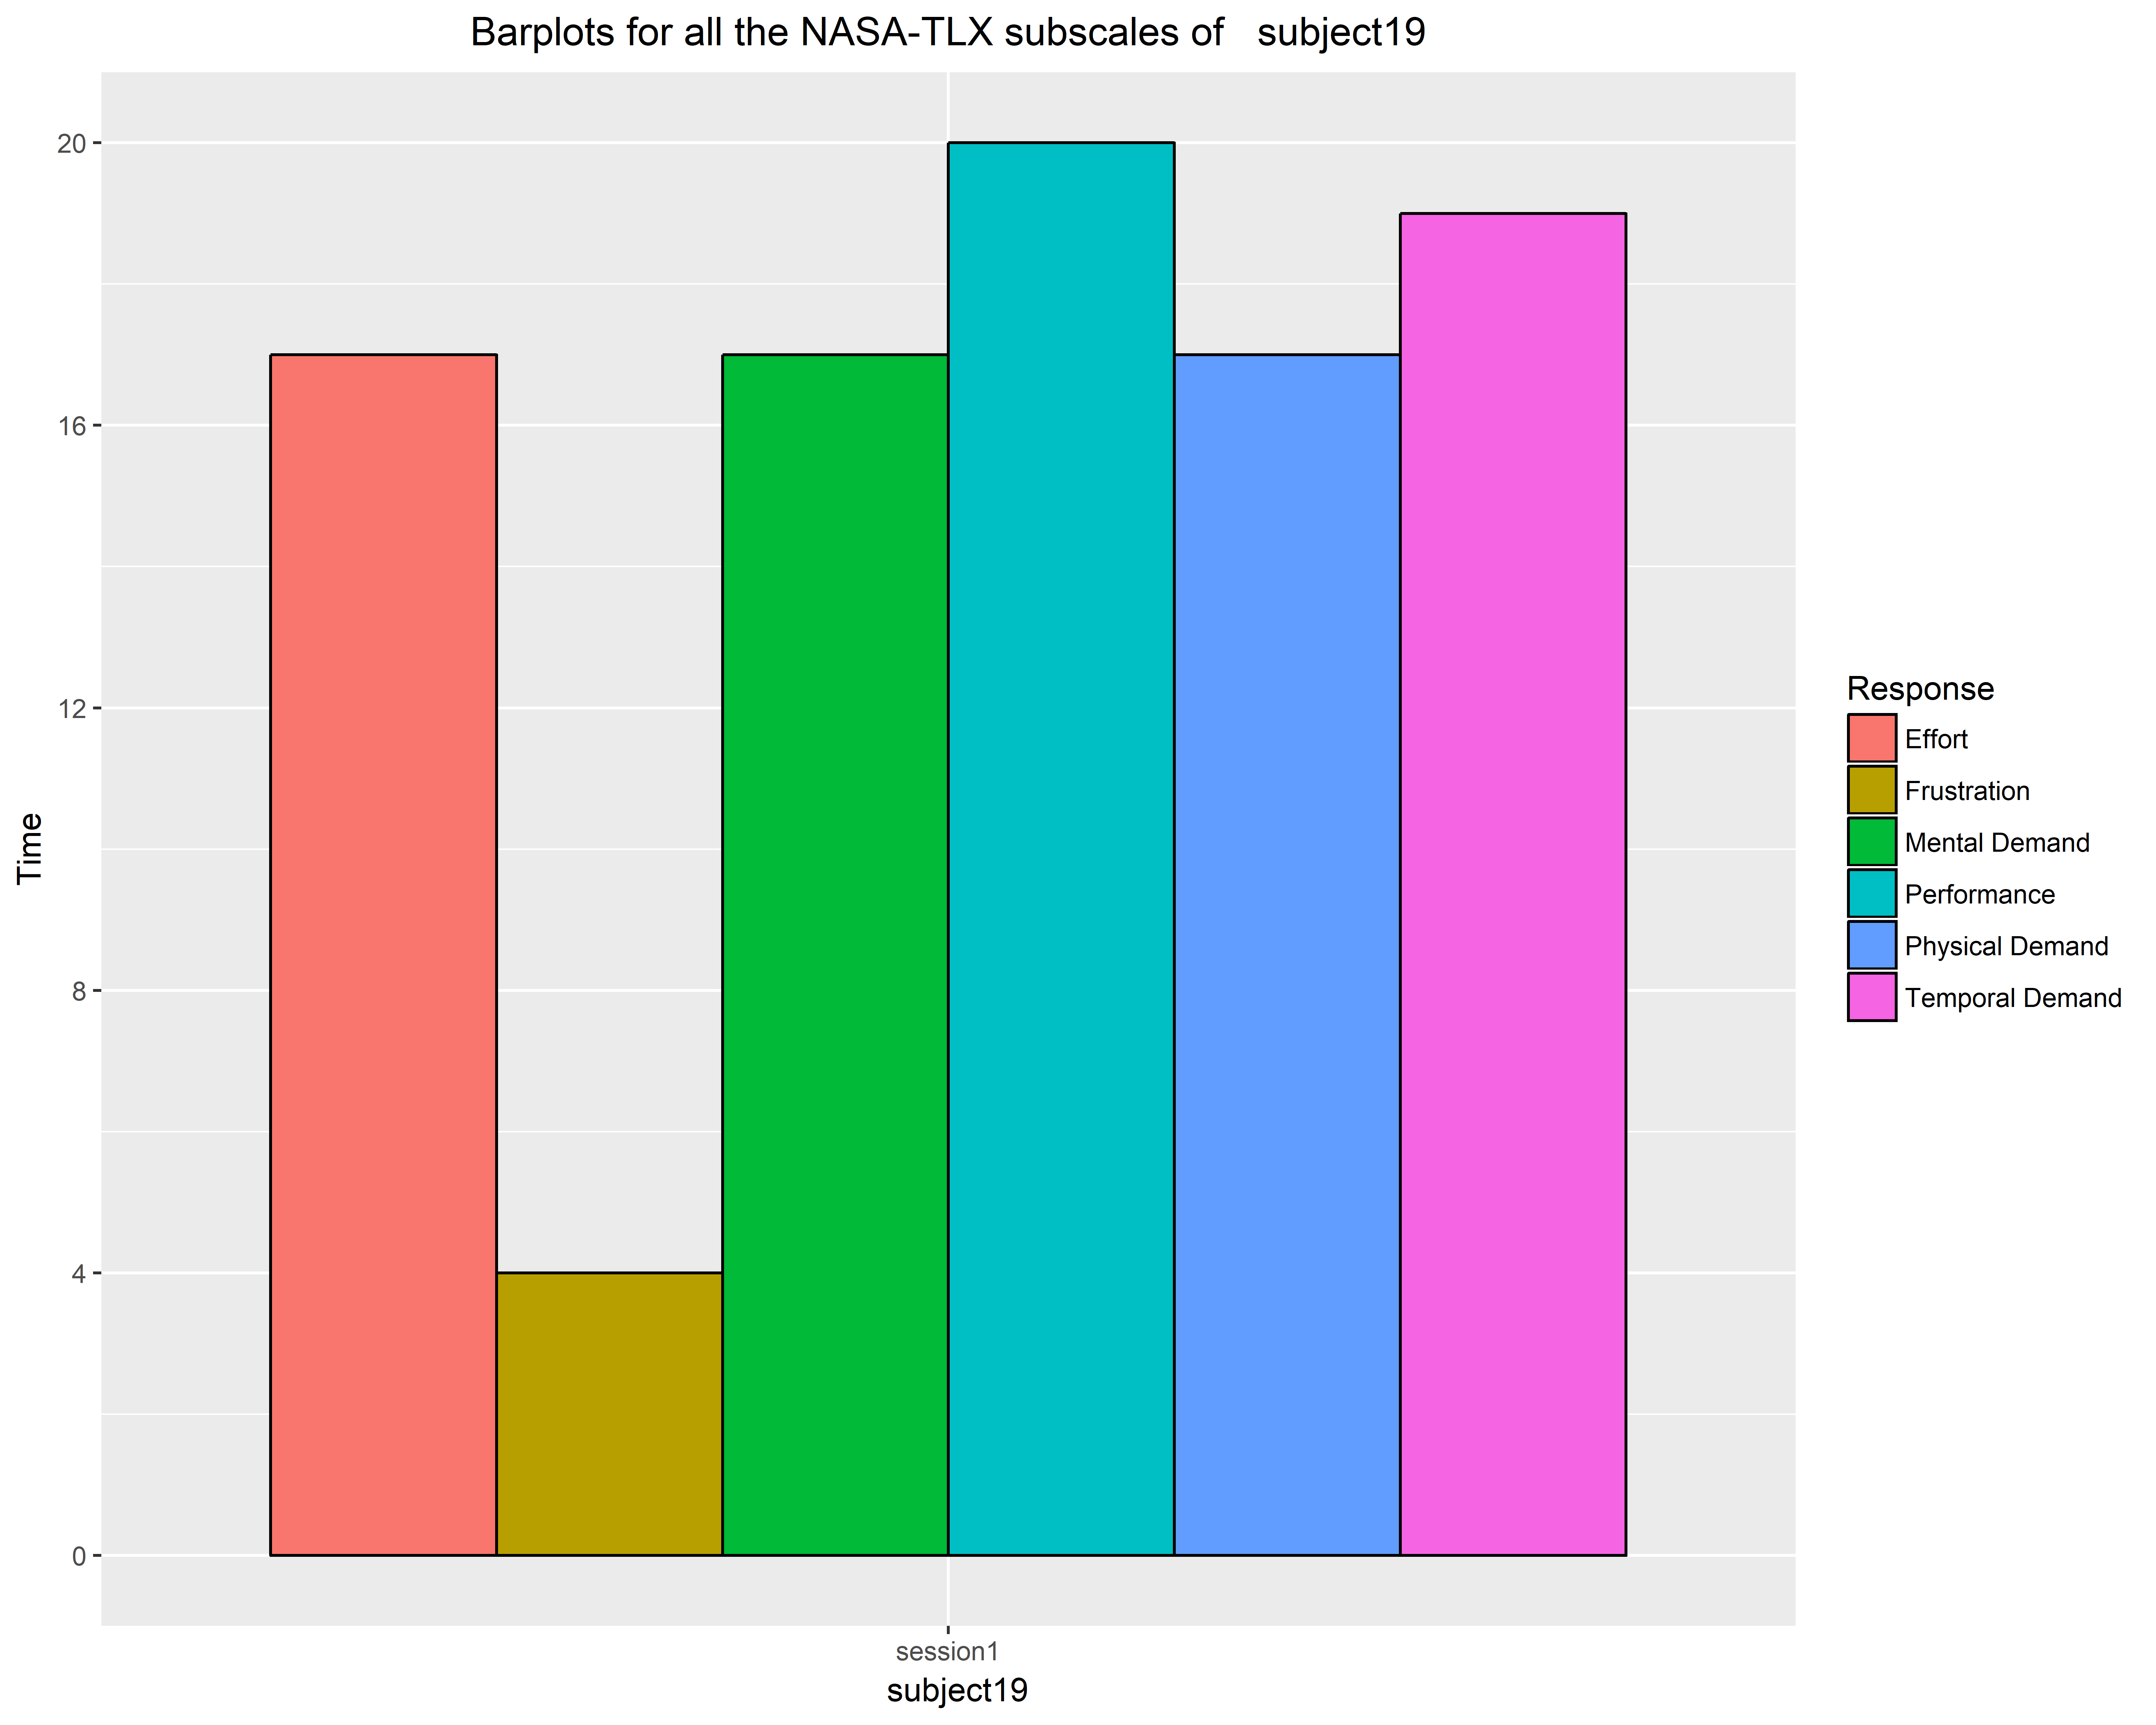 Barplots for all the NASA-TLX subscales of   subject19
Time
20
16
12
8
4
0
session1
subject19
Response
Effort
Frustration
Mental Demand
Performance
Physical Demand
Temporal Demand